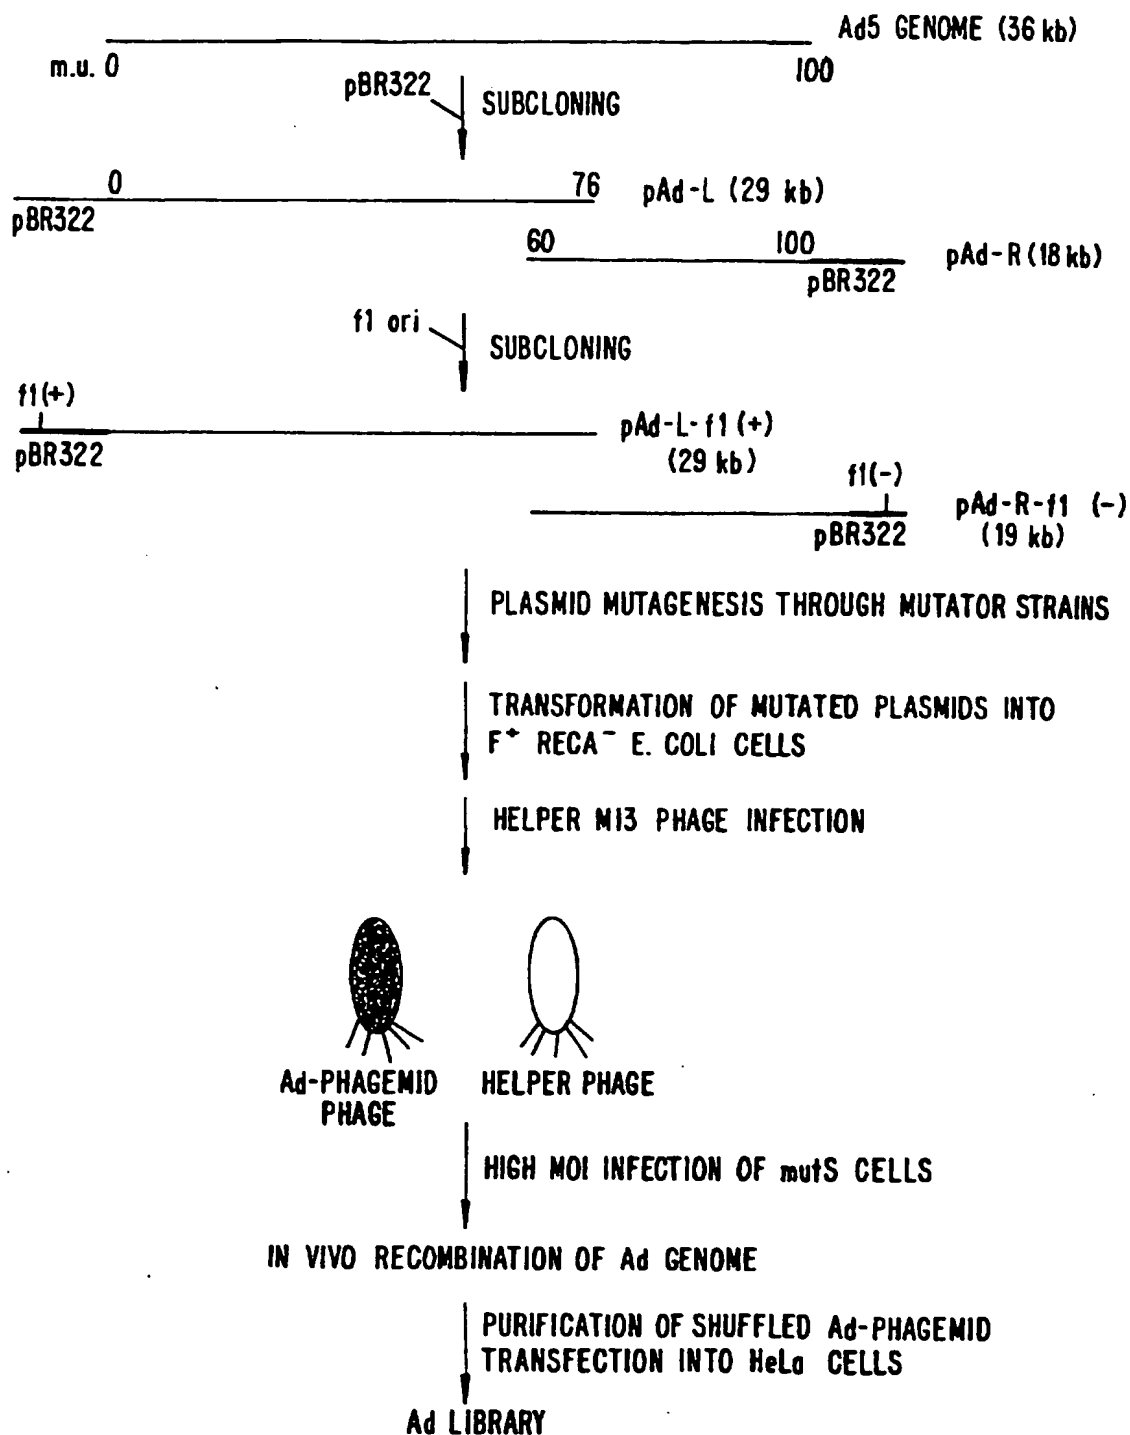 Ad5 GENOME (36 kb)
m.u. 0
100
pBR322
SUBCLONING
0
76
pAd-L (29 kb)
pBR322
60
100
pAd-R (18 kb)
pBR322
f1 ori
SUBCLONING
f1(+)
pAd-L-f1 (+)
(29 kb)
pBR322
f1(-)
pAd-R-f1 (-)
(19 kb)
pBR322
PLASMID MUTAGENESIS THROUGH MUTATOR STRAINS
TRANSFORMATION OF MUTATED PLASMIDS INTO
F+ RECA- E. COLI CELLS
HELPER M13 PHAGE INFECTION
Ad-PHAGEMID
PHAGE
HELPER PHAGE
HIGH MOI INFECTION OF mutS CELLS
IN VIVO RECOMBINATION OF Ad GENOME
PURIFICATION OF SHUFFLED Ad-PHAGEMID
TRANSFECTION INTO HeLa CELLS
Ad LIBRARY